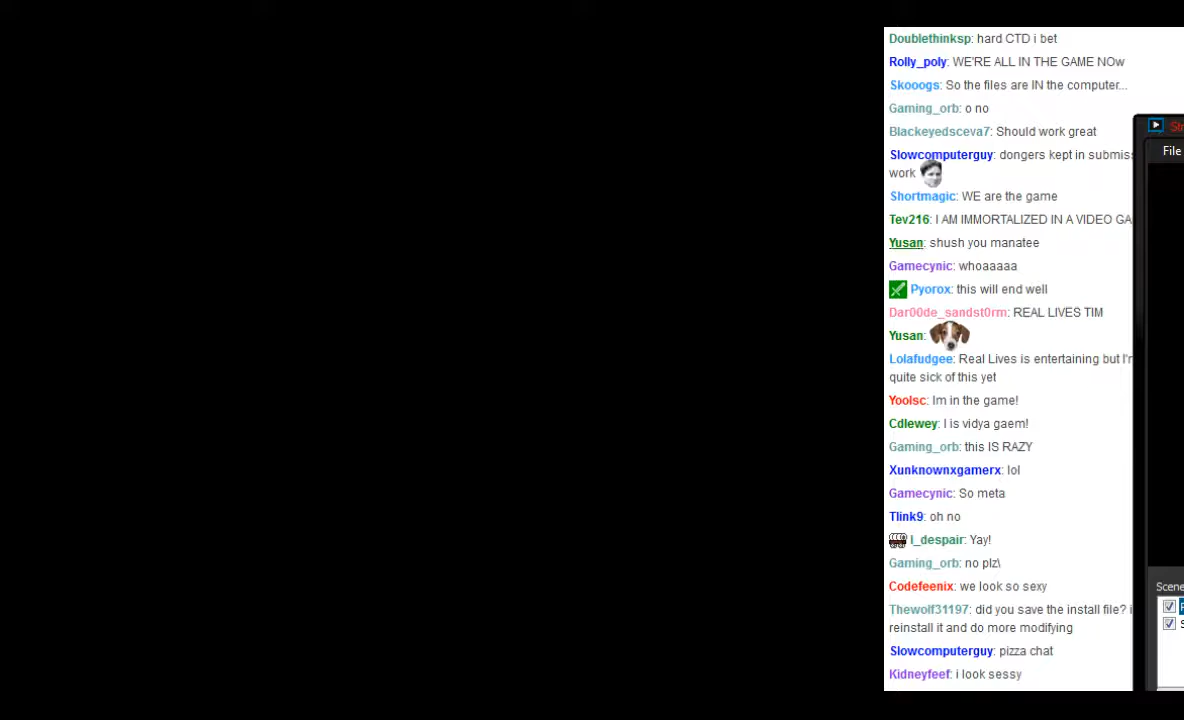 Doublethinksp: hard CTD i bet
Rolly_poly: WE'RE ALL IN THE GAME NOw
Skooogs: So the files are IN the computer...
Gaming_orb: o no
Blackeyedsceva7: Should work great
Slowcomputerguy: dongers kept in submiss
work
Shortmagic: WE are the game
Tev216: I AM IMMORTALIZED IN A VIDEO GA
Yusan: shush you manatee
Gamecynic: whoaaaaa
Pyorox: this will end well
Dar00de_sandst0rm: REAL LIVES TIM
Yusan:
Lolafudgee: Real Lives is entertaining but I'm
quite sick of this yet
Yoolsc: Im in the game!
Cdlewey: I is vidya gaem!
Gaming_orb: this IS RAZY
Xunknownxgamerx: lol
Gamecynic: So meta
Tlink9: oh no
I_despair: Yay!
Gaming_orb: no plz\
Codefeenix: we look so sexy
Thewolf31197: did you save the install file? i
reinstall it and do more modifying
Slowcomputerguy: pizza chat
Kidneyfeef: i look sessy
File
Scene